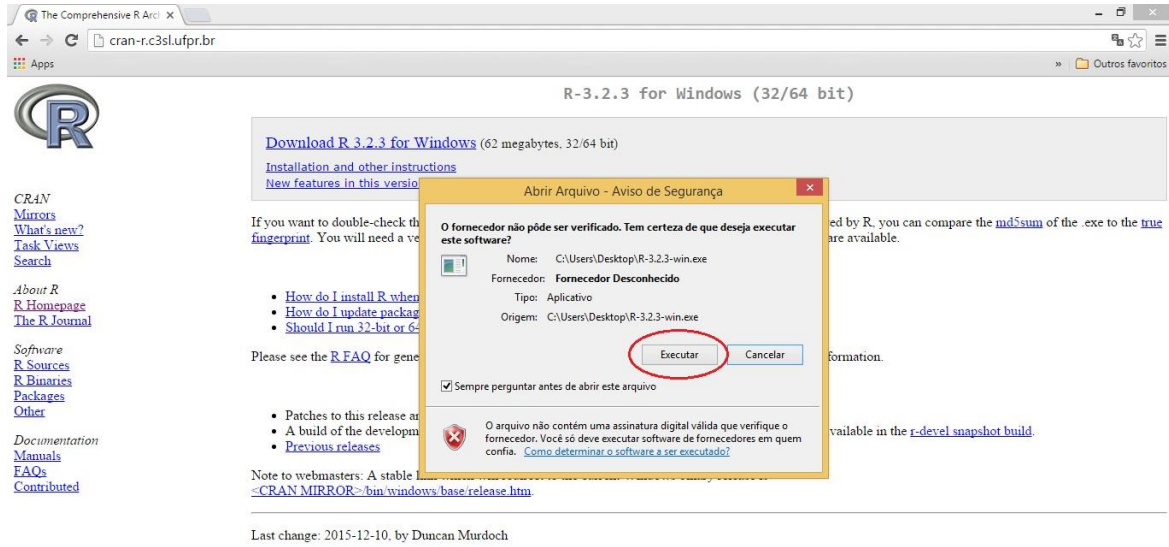 The Comprehensive R Arc
cran-r.c3sl.ufpr.br
Apps
» Outros favoritos
R
R-3.2.3 for Windows (32/64 bit)
Download R 3.2.3 for Windows (62 megabytes, 32/64 bit)
Installation and other instructions
New features in this versio
CRAN
Mirrors
What's new?
Task Views
Search
About R
R Homepage
The R Journal
Software
R Sources
R Binaries
Packages
Other
Documentation
Manuals
FAQs
Contributed
If you want to double-check th
ed by R, you can compare the md5sum of the .exe to the true
fingerprint. You will need a ve
are available.
How do I install R when
How do I update packag
Should I run 32-bit or 64
Please see the R FAQ for gene
formation.
Patches to this release ar
A build of the developm
vailable in the r-devel snapshot build.
Previous releases
Note to webmasters: A stable
<CRAN MIRROR>/bin/windows/base/release.htm.
Last change: 2015-12-10, by Duncan Murdoch
Abrir Arquivo - Aviso de Segurança
O fornecedor não pôde ser verificado. Tem certeza de que deseja executar
este software?
Nome: C:\Users\Desktop\R-3.2.3-win.exe
Fornecedor: Fornecedor Desconhecido
Tipo: Aplicativo
Origem: C:\Users\Desktop\R-3.2.3-win.exe
Executar Cancelar
Sempre perguntar antes de abrir este arquivo
O arquivo não contém uma assinatura digital válida que verifique o
fornecedor. Você só deve executar software de fornecedores em quem
confia. Como determinar o software a ser executado?